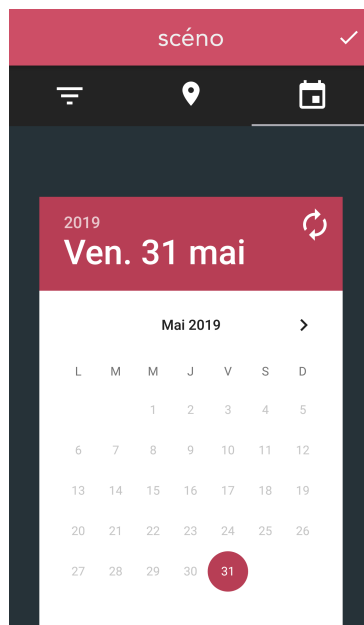 scéno
2019
Ven. 31 mai
Mai 2019
L M M J V S D
1 2 3 4 5
6 7 8 9 10 11 12
13 14 15 16 17 18 19
20 21 22 23 24 25 26
27 28 29 30 31